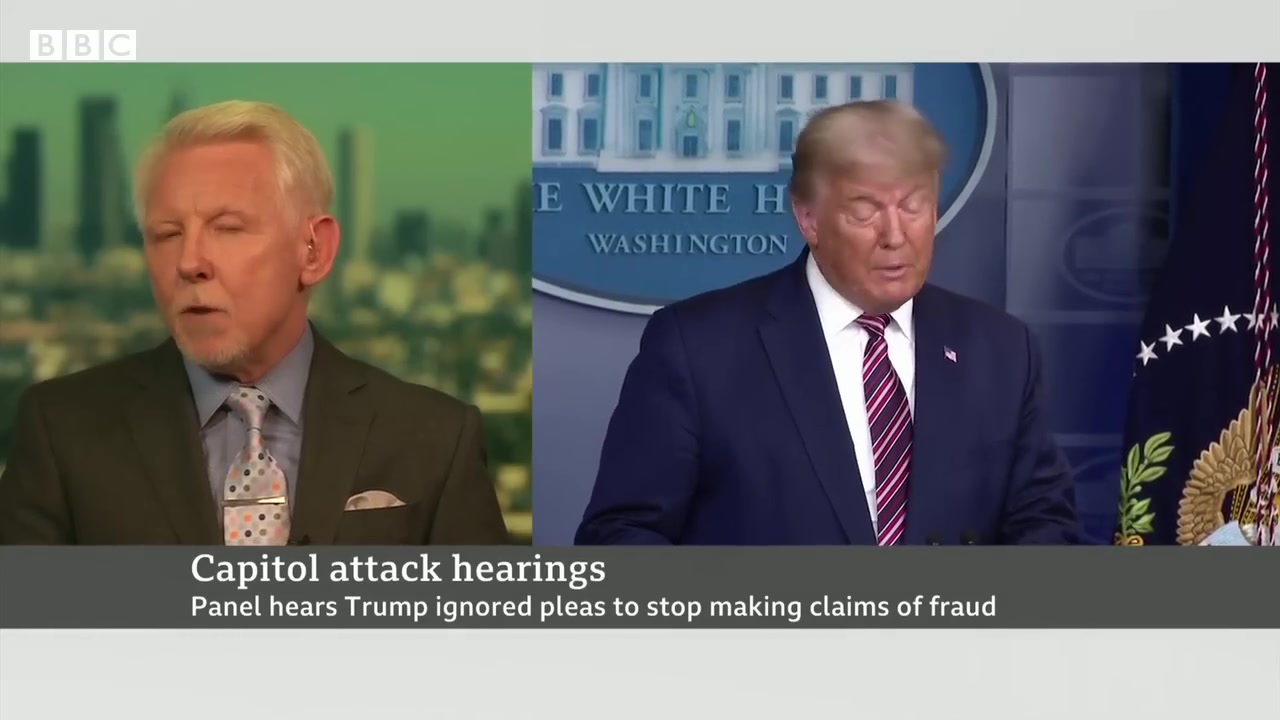 BBC
E WHITE H
WASHINGTON
Capitol attack hearings
Panel hears Trump ignored pleas to stop making claims of fraud